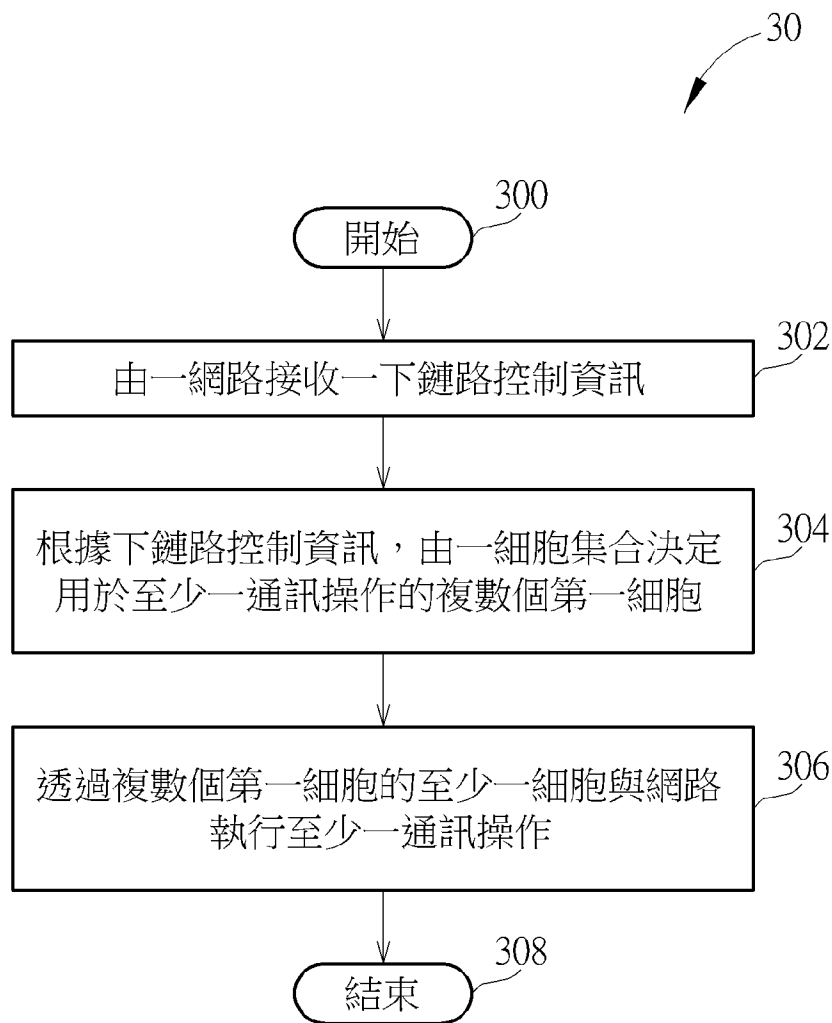 30
300
開始
302
由一網路接收一下鏈路控制資訊
304
根據下鏈路控制資訊，由一細胞集合決定
用於至少一通訊操作的複數個第一細胞
306
透過複數個第一細胞的至少一細胞與網路
執行至少一通訊操作
308
結束